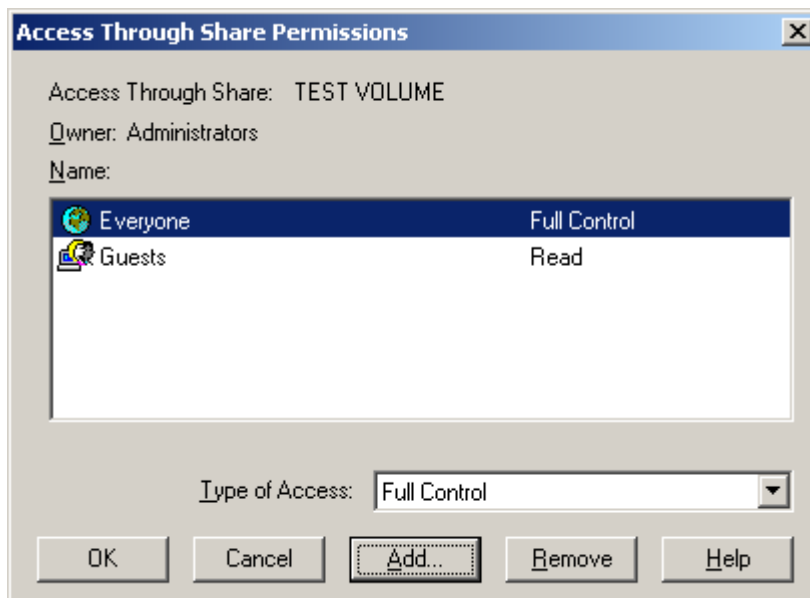 Access Through Share Permissions
Access Through Share: TEST VOLUME
Owner: Administrators
Name:
Everyone Full Control
Guests Read
Type of Access: Full Control
OK Cancel Add... Remove Help